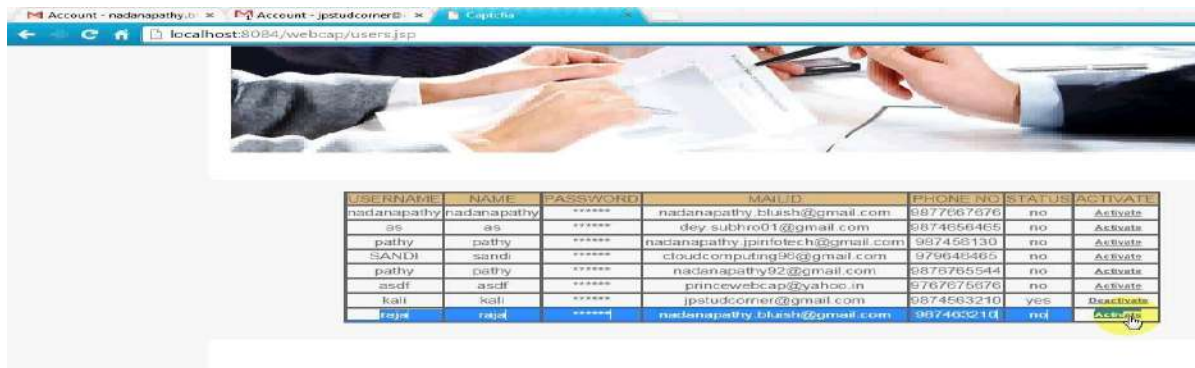 Account - nadanapathy.b Account - jpstudcorner@ Captcha
localhost:8084/webcap/users.jsp
USERNAME NAME PASSWORD MAILID PHONE NO STATUS ACTIVATE
nadanapathy nadanapathy ****** nadanapathy.bluish@gmail.com 9877667676 no Activate
as as ****** dey.subhro01@gmail.com 9874656465 no Activate
pathy pathy ****** nadanapathy.jpinfotech@gmail.com 987458130 no Activate
SANDI sandi ****** cloudcomputing96@gmail.com 979646465 no Activate
pathy pathy ****** nadanapathy92@gmail.com 9876765544 no Activate
asdf asdf ****** princewebcap@yahoo.in 9767675676 no Activate
kali kali ****** jpstudcorner@gmail.com 9874563210 yes Deactivate
raja raja ****** nadanapathy.bluish@gmail.com 987463210 no Activate